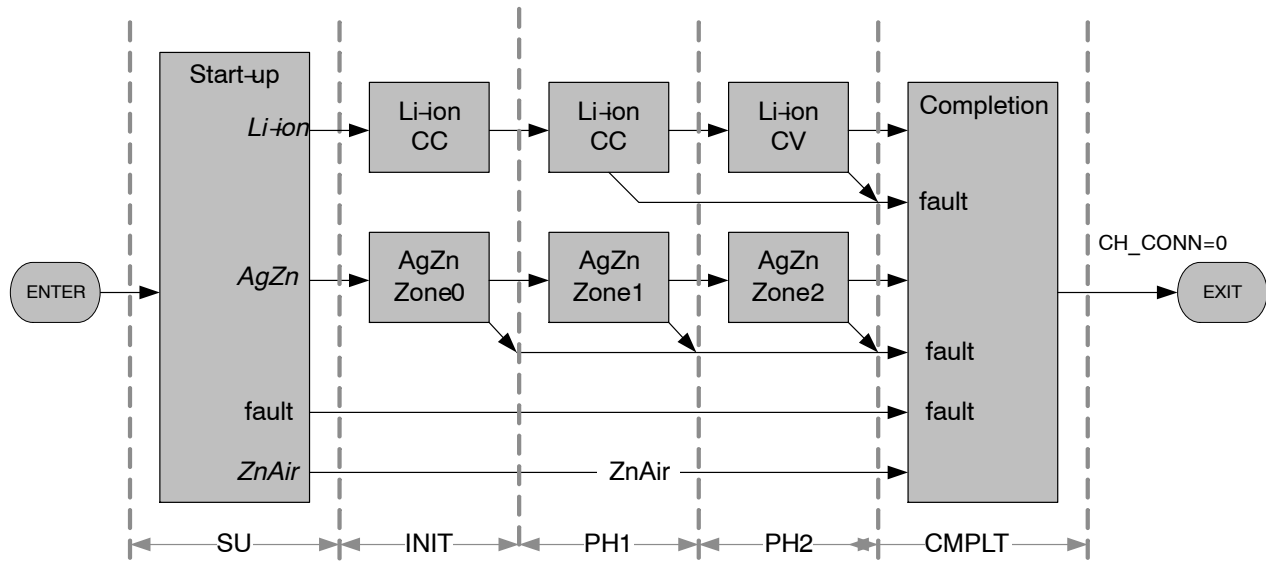 Start-up
Li-ion
AgZn
fault
ZnAir
Li-ion
CC
Li-ion
CC
Li-ion
CV
Completion
fault
AgZn
Zone0
AgZn
Zone1
AgZn
Zone2
fault
fault
ZnAir
ENTER
CH_CONN=0
EXIT
SU
INIT
PH1
PH2
CMPLT